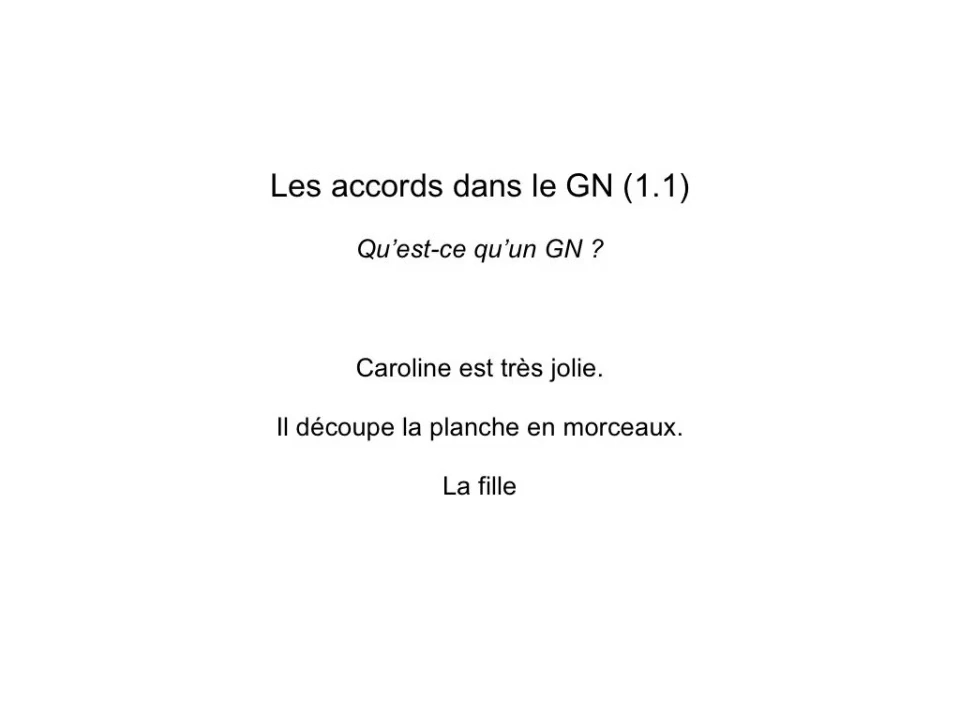 Les accords dans le GN (1.1)
Qu’est-ce qu’un GN ?
Caroline est très jolie.
Il découpe la planche en morceaux.
La fille